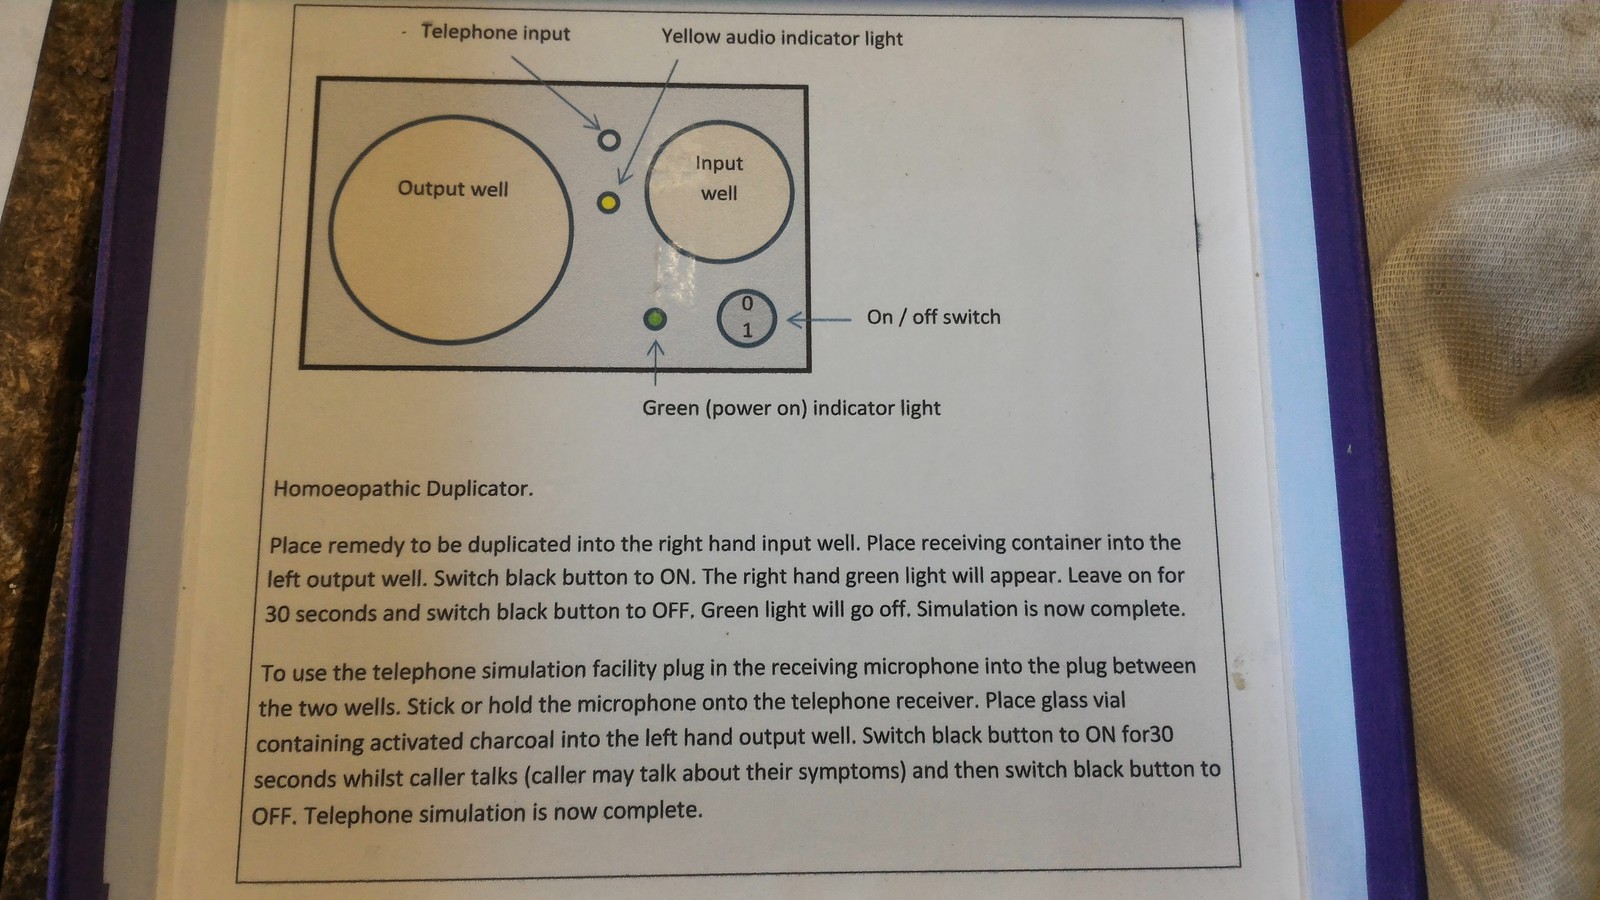 Telephone input
Yellow audio indicator light
Output well
Input
well
0
1
On / off switch
Green (power on) indicator light
Homoeopathic Duplicator.
Place remedy to be duplicated into the right hand input well. Place receiving container into the
left output well. Switch black button to ON. The right hand green light will appear. Leave on for
30 seconds and switch black button to OFF. Green light will go off. Simulation is now complete.
To use the telephone simulation facility plug in the receiving microphone into the plug between
the two wells. Stick or hold the microphone onto the telephone receiver. Place glass vial
containing activated charcoal into the left hand output well. Switch black button to ON for30
seconds whilst caller talks (caller may talk about their symptoms) and then switch black button to
OFF. Telephone simulation is now complete.